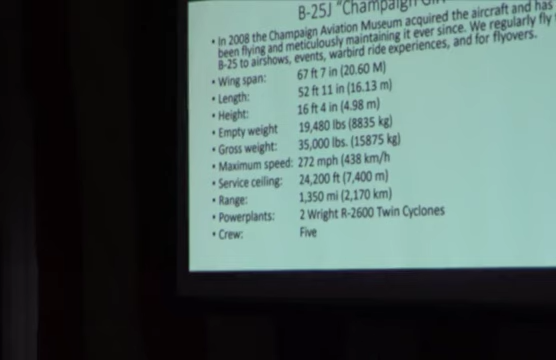 B-25J "Champaign
• In 2008 the Champaign Aviation Museum acquired the aircraft and has
been flying and meticulously maintaining it ever since. We regularly fly
B-25 to airshows, events, warbird ride experiences, and for flyovers.
• Wing span: 67 ft 7 in (20.60 M)
• Length: 52 ft 11 in (16.13 m)
• Height: 16 ft 4 in (4.98 m)
• Empty weight 19,480 lbs (8835 kg)
• Gross weight: 35,000 lbs. (15875 kg)
• Maximum speed: 272 mph (438 km/h
• Service ceiling: 24,200 ft (7,400 m)
• Range: 1,350 mi (2,170 km)
• Powerplants: 2 Wright R-2600 Twin Cyclones
• Crew: Five